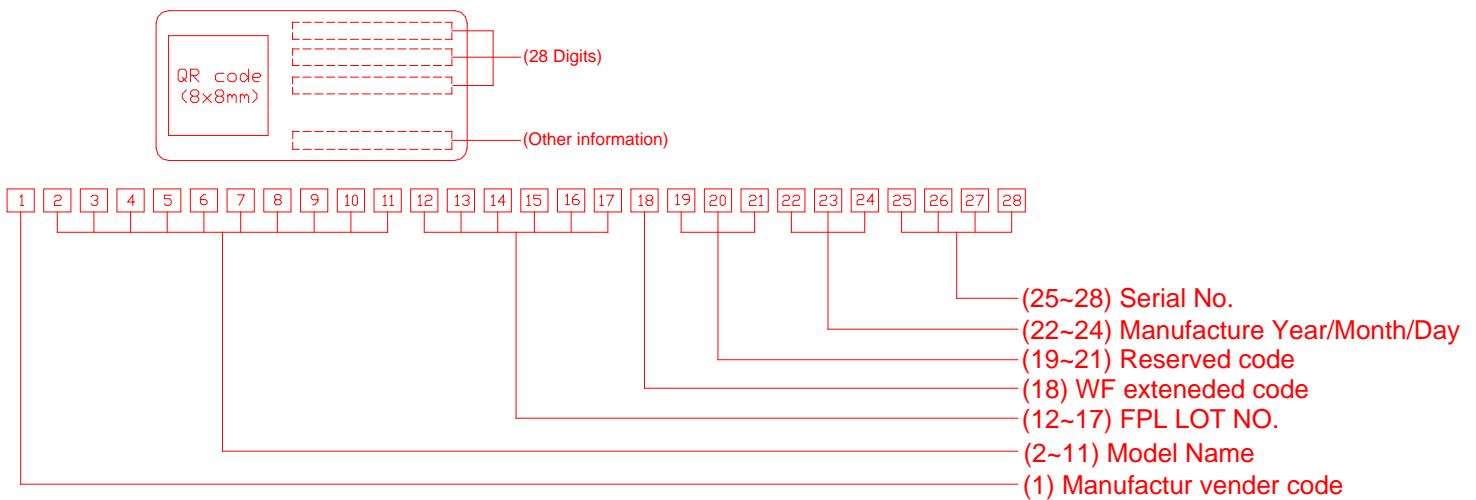 QR code
(8x8mm)
(28 Digits)
(Other information)
1 2 3 4 5 6 7 8 9 10 11 12 13 14 15 16 17 18 19 20 21 22 23 24 25 26 27 28
(25~28) Serial No.
(22~24) Manufacture Year/Month/Day
(19~21) Reserved code
(18) WF exteneded code
(12~17) FPL LOT NO.
(2~11) Model Name
(1) Manufactur vender code